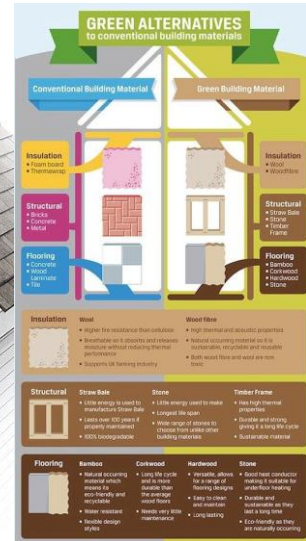 GREEN ALTERNATIVES
to conventional building materials
Conventional Building Material
Green Building Material
Insulation
• Foam board
• Thermawrap
Structural
• Bricks
• Concrete
• Metal
Flooring
• Concrete
• Wood
Laminate
• Tile
Insulation
• Wool
• Woodfibre
Structural
• Straw Bale
• Stone
• Timber
Frame
Flooring
• Bamboo
• Corkwood
• Hardwood
• Stone
Insulation
Wool
• Higher fire resistance than cellulose
• Breathable so it absorbs and releases
moisture without reducing thermal
performance
• Supports UK farming industry
Wood fibre
• High thermal and acoustic properties
• Natural occurring material so it is
sustainable, recyclable and reusable
• Both wood fibre and wool are non
toxic
Structural
Straw Bale
• Little energy is used to
manufacture Straw Bale
• Lasts over 100 years if
properly maintained
• 100% biodegradable
Stone
• Little energy used to make
• Longest life span
• Wide range of stones to
choose from unlike other
building materials
Timber Frame
• Has high thermal
properties
• Durable and strong
giving it a long life cycle
• Sustainable material
Flooring
Bamboo
• Natural occurring
material which
means its
eco-friendly and
recyclable
• Water resistant
• flexible design
styles
Corkwood
• Long life cycle
and is more
durable than
the average
wood floors
• Needs very little
maintenance
Hardwood
• Versatile, allows
for a range of
flooring designs
• Easy to clean and
maintain
• Long lasting
Stone
• Good heat conductor
making it suitable for
underfloor heating
• Durable and
sustainable as they
last a long time
• Eco-friendly as they
are naturally occurring